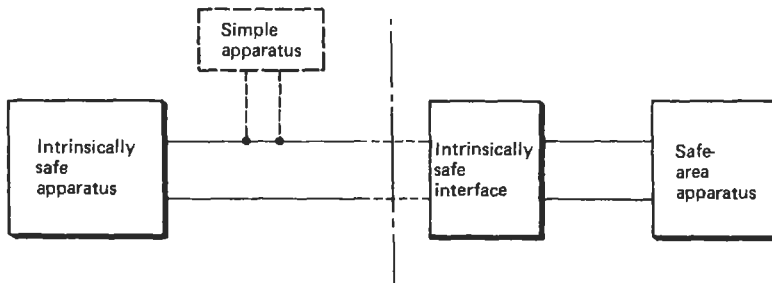 Simple
apparatus
Intrinsically
safe
apparatus
Intrinsically
safe
interface
Safe-
area
apparatus